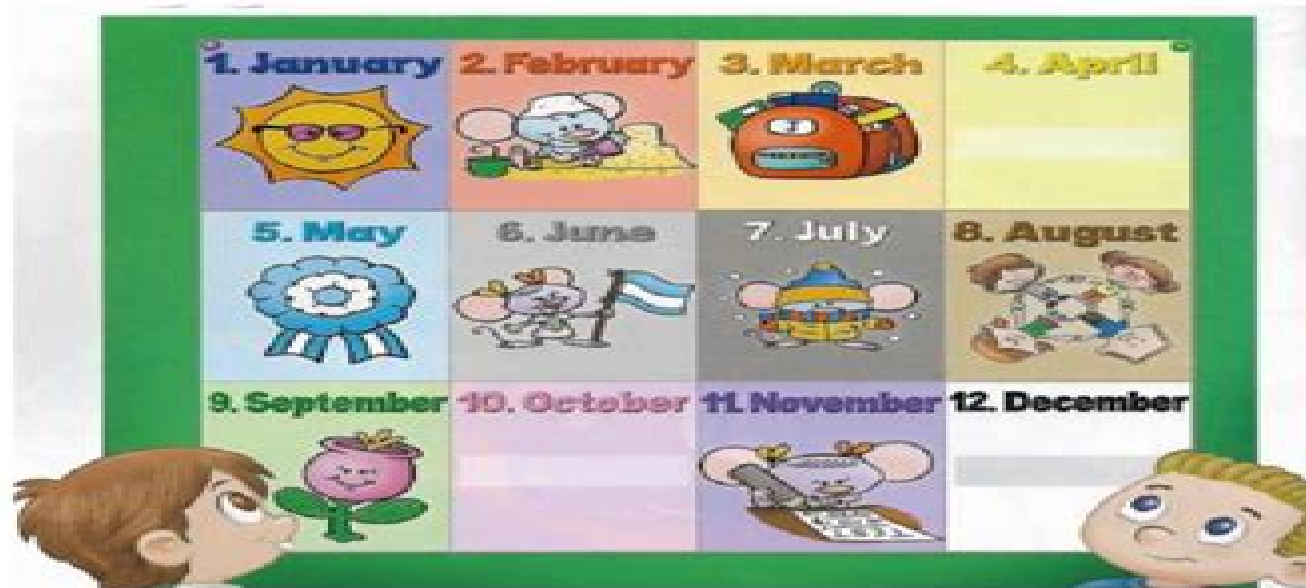 1. January 2. February 3. March 4. April
5. May 6. June 7. July 8. August
9. September 10. October 11. November 12. December